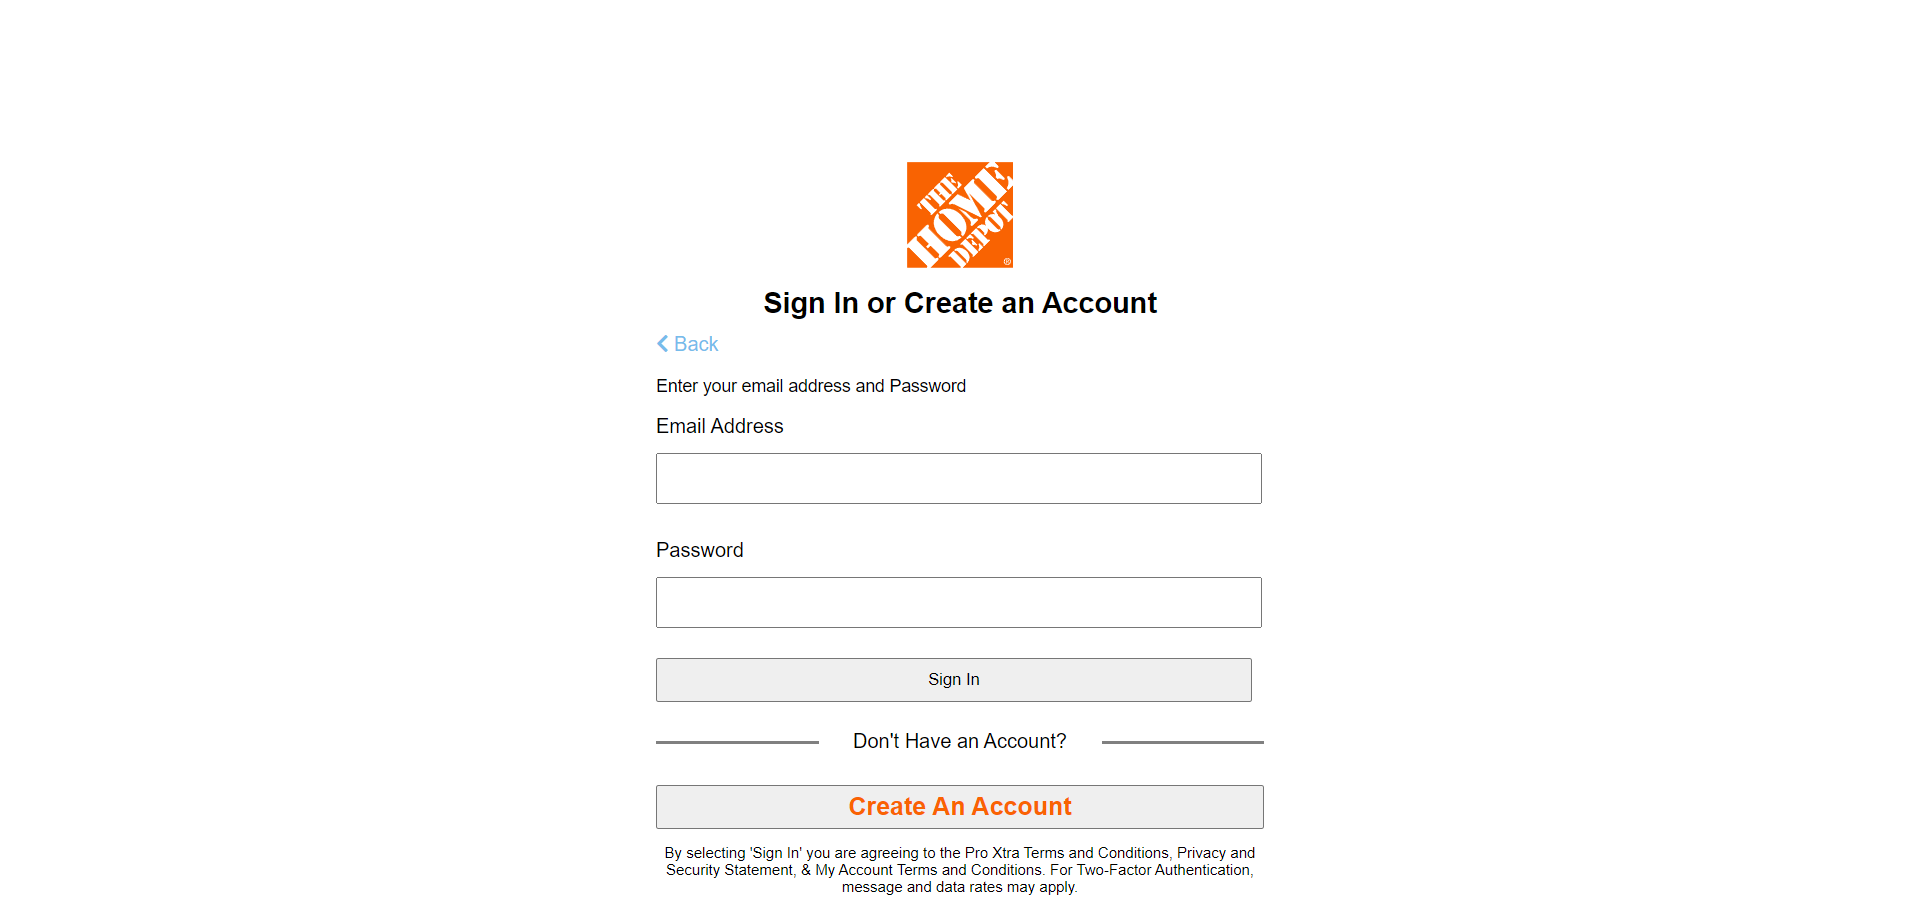 THE
HOME
DEPOT
®
Sign In or Create an Account
Back
Enter your email address and Password
Email Address
Password
Sign In
Don't Have an Account?
Create An Account
By selecting 'Sign In' you are agreeing to the Pro Xtra Terms and Conditions, Privacy and
Security Statement, & My Account Terms and Conditions. For Two-Factor Authentication,
message and data rates may apply.